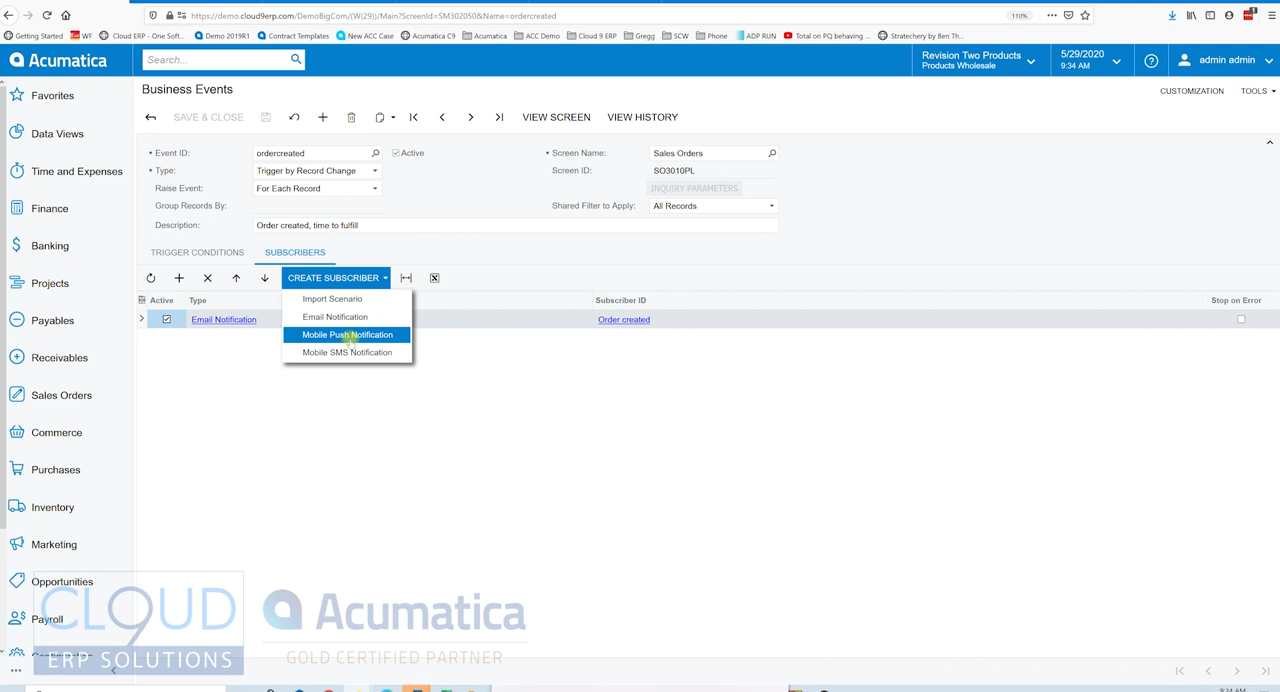 https://demo.cloud9erp.com/DemoBigCom/(W(29))/Main?ScreenId=SM302050&Name=ordercreated
110%
Getting Started WF Cloud ERP - One Soft... Demo 2019R1 Contract Templates New ACC Case Acumatica C9 Acumatica ACC Demo Cloud 9 ERP Gregg SCW Phone ADP RUN Total on PQ behaving ... Stratechery by Ben Th...
Acumatica
Search...
Revision Two Products
Products Wholesale
5/29/2020
9:34 AM
admin admin
Business Events
CUSTOMIZATION TOOLS
SAVE & CLOSE VIEW SCREEN VIEW HISTORY
Event ID: ordercreated Active Screen Name: Sales Orders
Type: Trigger by Record Change Screen ID: SO3010PL
Raise Event: For Each Record INQUIRY PARAMETERS
Group Records By: Shared Filter to Apply: All Records
Description: Order created, time to fulfill
TRIGGER CONDITIONS SUBSCRIBERS
CREATE SUBSCRIBER
Active Type Subscriber ID Stop on Error
Email Notification Order created
Import Scenario
Email Notification
Mobile Push Notification
Mobile SMS Notification
Favorites
Data Views
Time and Expenses
Finance
Banking
Projects
Payables
Receivables
Sales Orders
Commerce
Purchases
Inventory
Marketing
Opportunities
Payroll
CLOUD9
ERP SOLUTIONS
Acumatica
GOLD CERTIFIED PARTNER
9:34 AM